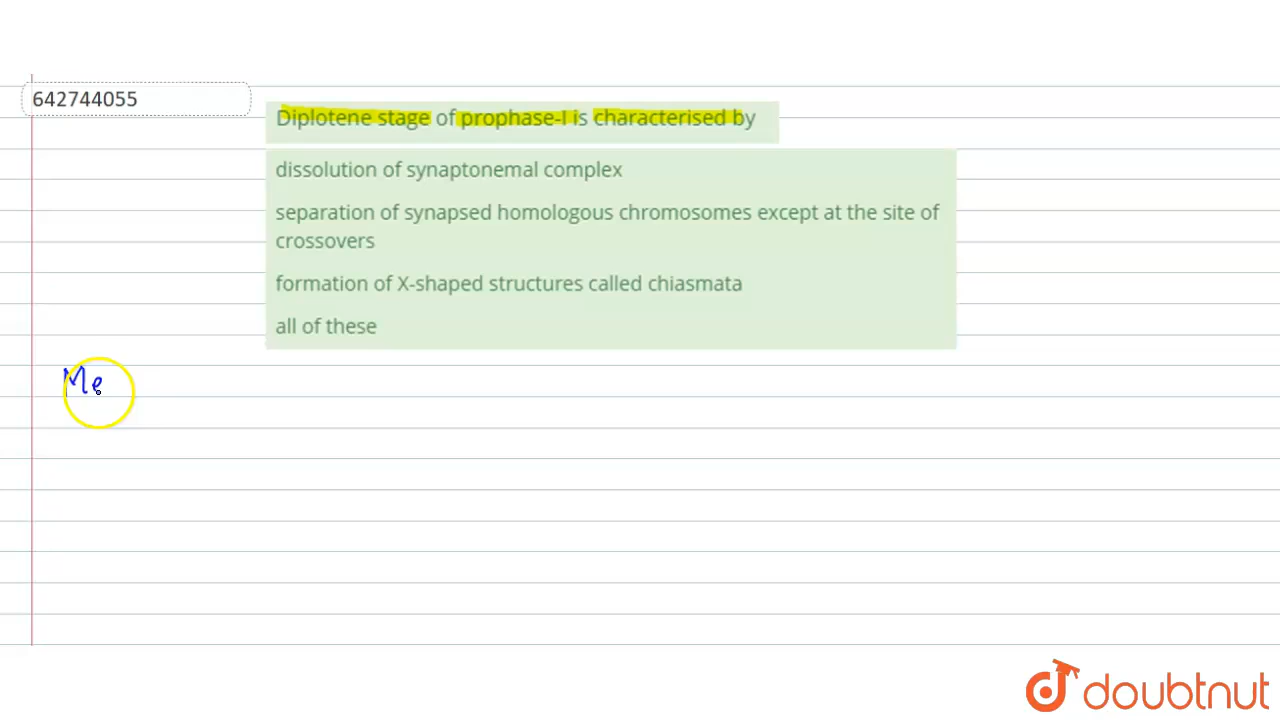 642744055
Diplotene stage of prophase-I is characterised by
dissolution of synaptonemal complex
separation of synapsed homologous chromosomes except at the site of
crossovers
formation of X-shaped structures called chiasmata
all of these
Me
doubtnut